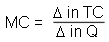 MC = Δ in TC
Δ in Q